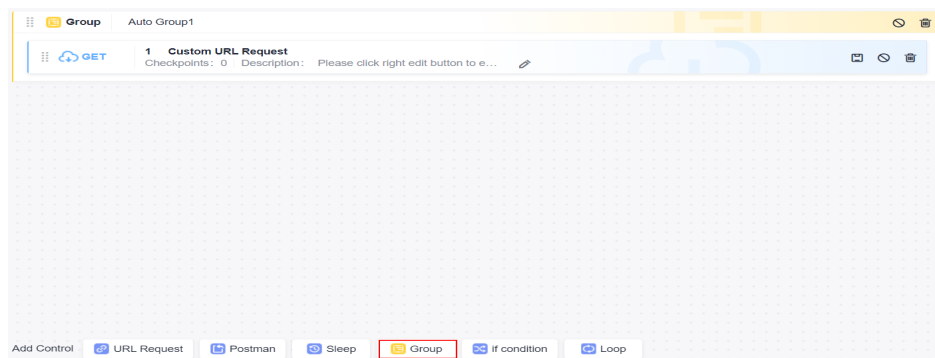 Group Auto Group1
GET 1 Custom URL Request
Checkpoints: 0 Description: Please click right edit button to e...
Add Control URL Request Postman Sleep Group if condition Loop